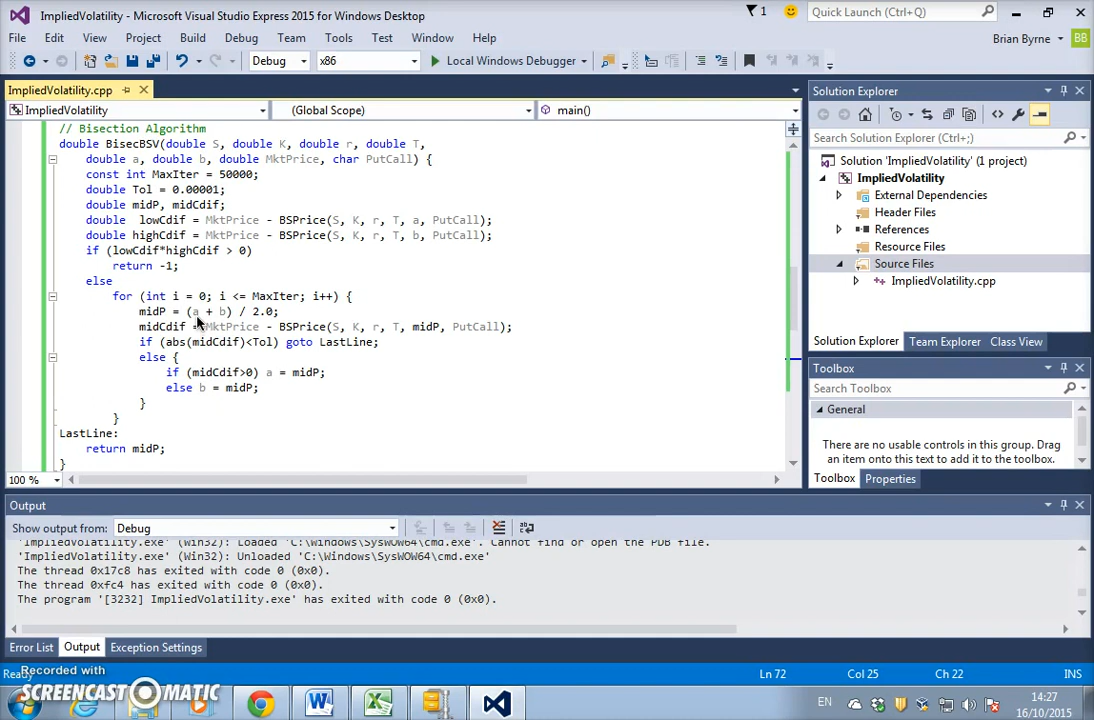 ImpliedVolatility - Microsoft Visual Studio Express 2015 for Windows Desktop
1
Quick Launch (Ctrl+Q)
File Edit View Project Build Debug Team Tools Test Window Help
Brian Byrne BB
Debug x86 Local Windows Debugger
ImpliedVolatility.cpp
ImpliedVolatility (Global Scope) main()
// Bisection Algorithm
double BisecBSV(double S, double K, double r, double T,
double a, double b, double MktPrice, char PutCall) {
const int MaxIter = 50000;
double Tol = 0.00001;
double midP, midCdif;
double lowCdif = MktPrice - BSPrice(S, K, r, T, a, PutCall);
double highCdif = MktPrice - BSPrice(S, K, r, T, b, PutCall);
if (lowCdif*highCdif > 0)
return -1;
else
for (int i = 0; i <= MaxIter; i++) {
midP = (a + b) / 2.0;
midCdif = MktPrice - BSPrice(S, K, r, T, midP, PutCall);
if (abs(midCdif)<Tol) goto LastLine;
else {
if (midCdif>0) a = midP;
else b = midP;
}
}
LastLine:
return midP;
}
100 %
Solution Explorer
Search Solution Explorer (Ctrl+;)
Solution 'ImpliedVolatility' (1 project)
ImpliedVolatility
External Dependencies
Header Files
References
Resource Files
Source Files
ImpliedVolatility.cpp
Solution Explorer Team Explorer Class View
Toolbox
Search Toolbox
General
There are no usable controls in this group. Drag
an item onto this text to add it to the toolbox.
Toolbox Properties
Output
Show output from: Debug
'ImpliedVolatility.exe' (Win32): Loaded 'C:\Windows\SysWOW64\cmd.exe'. Cannot find or open the PDB file.
'ImpliedVolatility.exe' (Win32): Unloaded 'C:\Windows\SysWOW64\cmd.exe'
The thread 0x17c8 has exited with code 0 (0x0).
The thread 0xfc4 has exited with code 0 (0x0).
The program '[3232] ImpliedVolatility.exe' has exited with code 0 (0x0).
Error List Output Exception Settings
Ready Ln 72 Col 25 Ch 22 INS
Recorded with
SCREENCAST MATIC
EN
14:27
16/10/2015